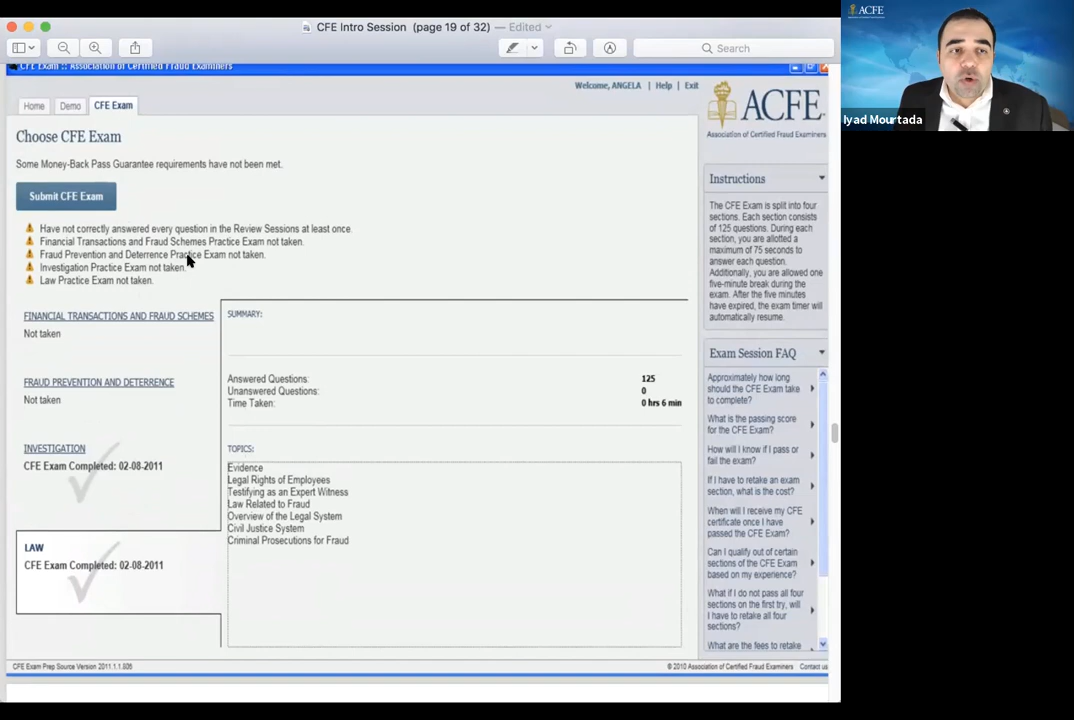 CFE Intro Session (page 19 of 32) — Edited
Search
CFE Exam :: Association of Certified Fraud Examiners
Welcome, ANGELA | Help | Exit
Home
Demo
CFE Exam
Choose CFE Exam
Some Money-Back Pass Guarantee requirements have not been met.
Submit CFE Exam
Have not correctly answered every question in the Review Sessions at least once.
Financial Transactions and Fraud Schemes Practice Exam not taken.
Fraud Prevention and Deterrence Practice Exam not taken.
Investigation Practice Exam not taken.
Law Practice Exam not taken.
FINANCIAL TRANSACTIONS AND FRAUD SCHEMES
Not taken
FRAUD PREVENTION AND DETERRENCE
Not taken
INVESTIGATION
CFE Exam Completed: 02-08-2011
LAW
CFE Exam Completed: 02-08-2011
SUMMARY:
Answered Questions: 125
Unanswered Questions: 0
Time Taken: 0 hrs 6 min
TOPICS:
Evidence
Legal Rights of Employees
Testifying as an Expert Witness
Law Related to Fraud
Overview of the Legal System
Civil Justice System
Criminal Prosecutions for Fraud
ACFE
Association of Certified Fraud Examiners
Instructions
The CFE Exam is split into four
sections. Each section consists
of 125 questions. During each
section, you are allotted a
maximum of 75 seconds to
answer each question.
Additionally, you are allowed one
five-minute break during the
exam. After the five minutes
have expired, the exam timer will
automatically resume.
Exam Session FAQ
Approximately how long
should the CFE Exam take
to complete?
What is the passing score
for the CFE Exam?
How will I know if I pass or
fail the exam?
If I have to retake an exam
section, what is the cost?
When will I receive my CFE
certificate once I have
passed the CFE Exam?
Can I qualify out of certain
sections of the CFE Exam
based on my experience?
What if I do not pass all four
sections on the first try, will
I have to retake all four
sections?
What are the fees to retake
CFE Exam Prep Source Version 2011.1.1.805
© 2010 Association of Certified Fraud Examiners
Contact us
ACFE
Iyad Mourtada